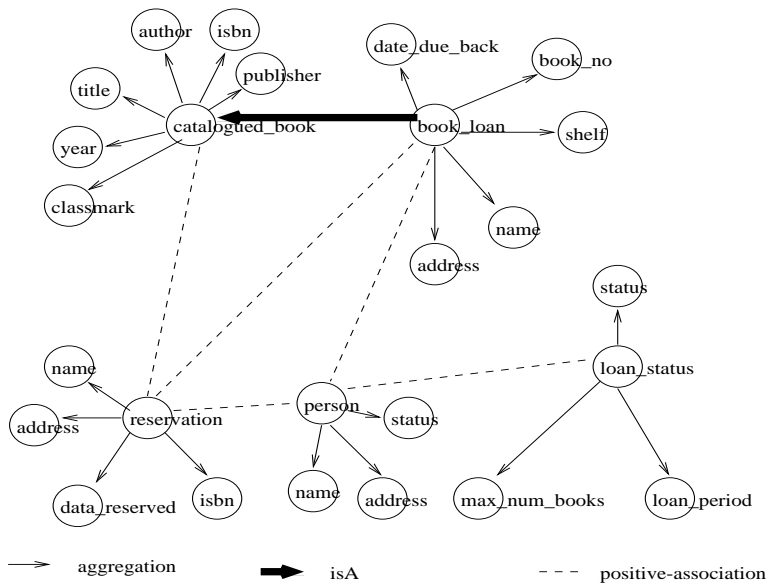 author
isbn
date_due_back
book_no
publisher
title
catalogued_book
book_loan
shelf
year
classmark
name
address
status
name
loan_status
address
reservation
person
status
data_reserved
isbn
name
address
max_num_books
loan_period
aggregation
isA
positive-association